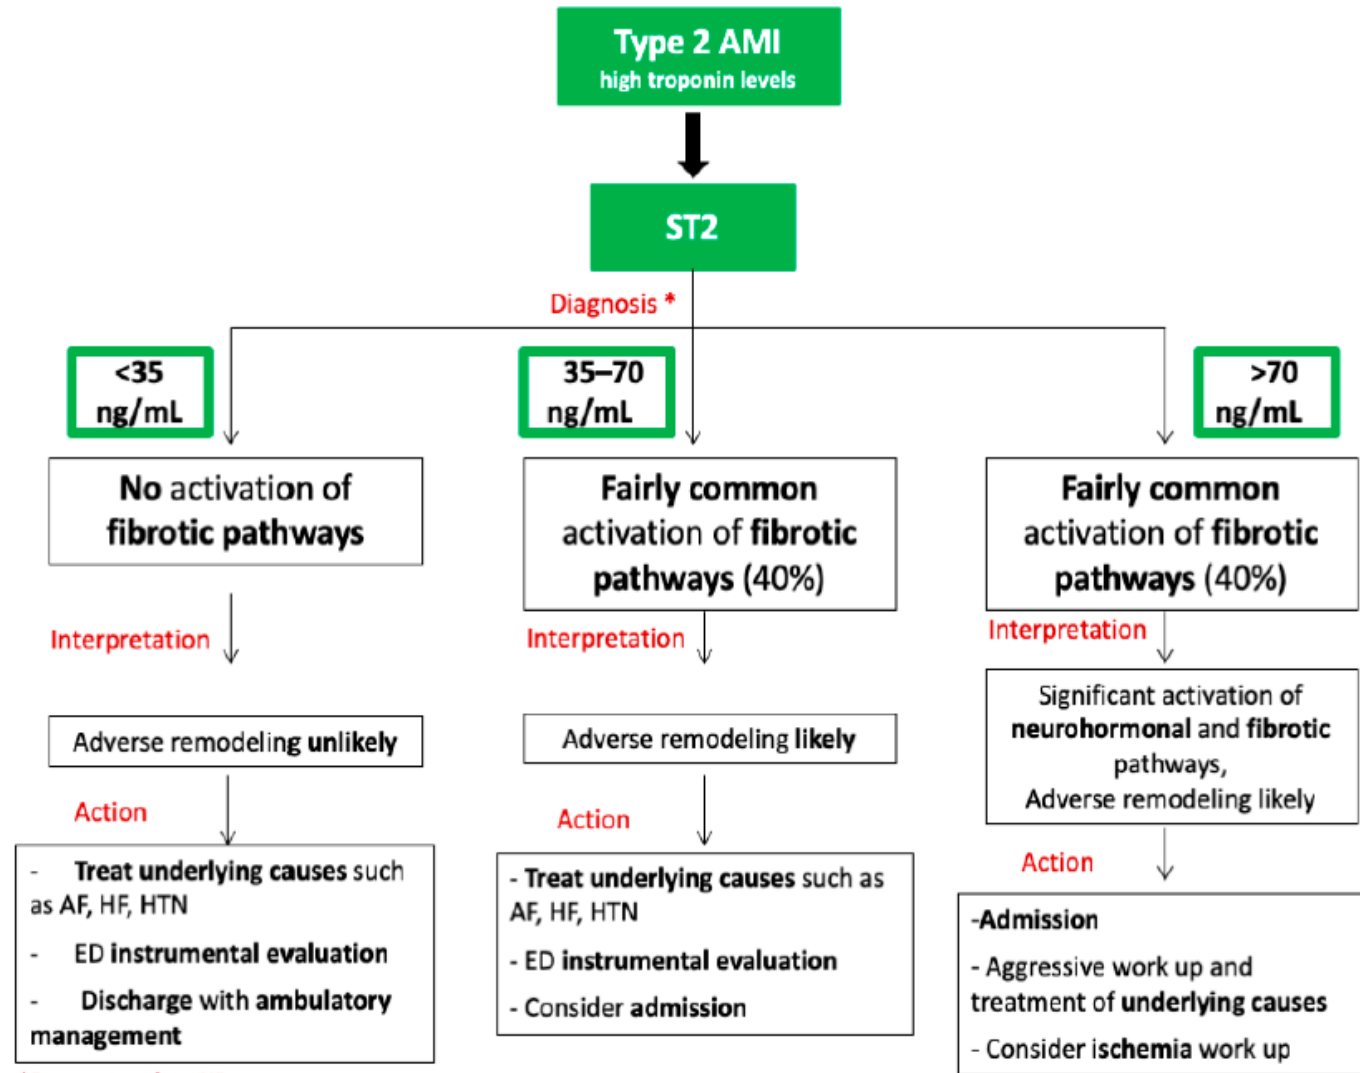 Type 2 AMI
high troponin levels
ST2
Diagnosis *
<35
ng/mL
35–70
ng/mL
>70
ng/mL
No activation of
fibrotic pathways
Fairly common
activation of fibrotic
pathways (40%)
Fairly common
activation of fibrotic
pathways (40%)
Interpretation
Interpretation
Interpretation
Adverse remodeling unlikely
Adverse remodeling likely
Significant activation of
neurohormonal and fibrotic
pathways,
Adverse remodeling likely
Action
Action
Action
- Treat underlying causes such
as AF, HF, HTN
- ED instrumental evaluation
- Discharge with ambulatory
management
- Treat underlying causes such as
AF, HF, HTN
- ED instrumental evaluation
- Consider admission
-Admission
- Aggressive work up and
treatment of underlying causes
- Consider ischemia work up